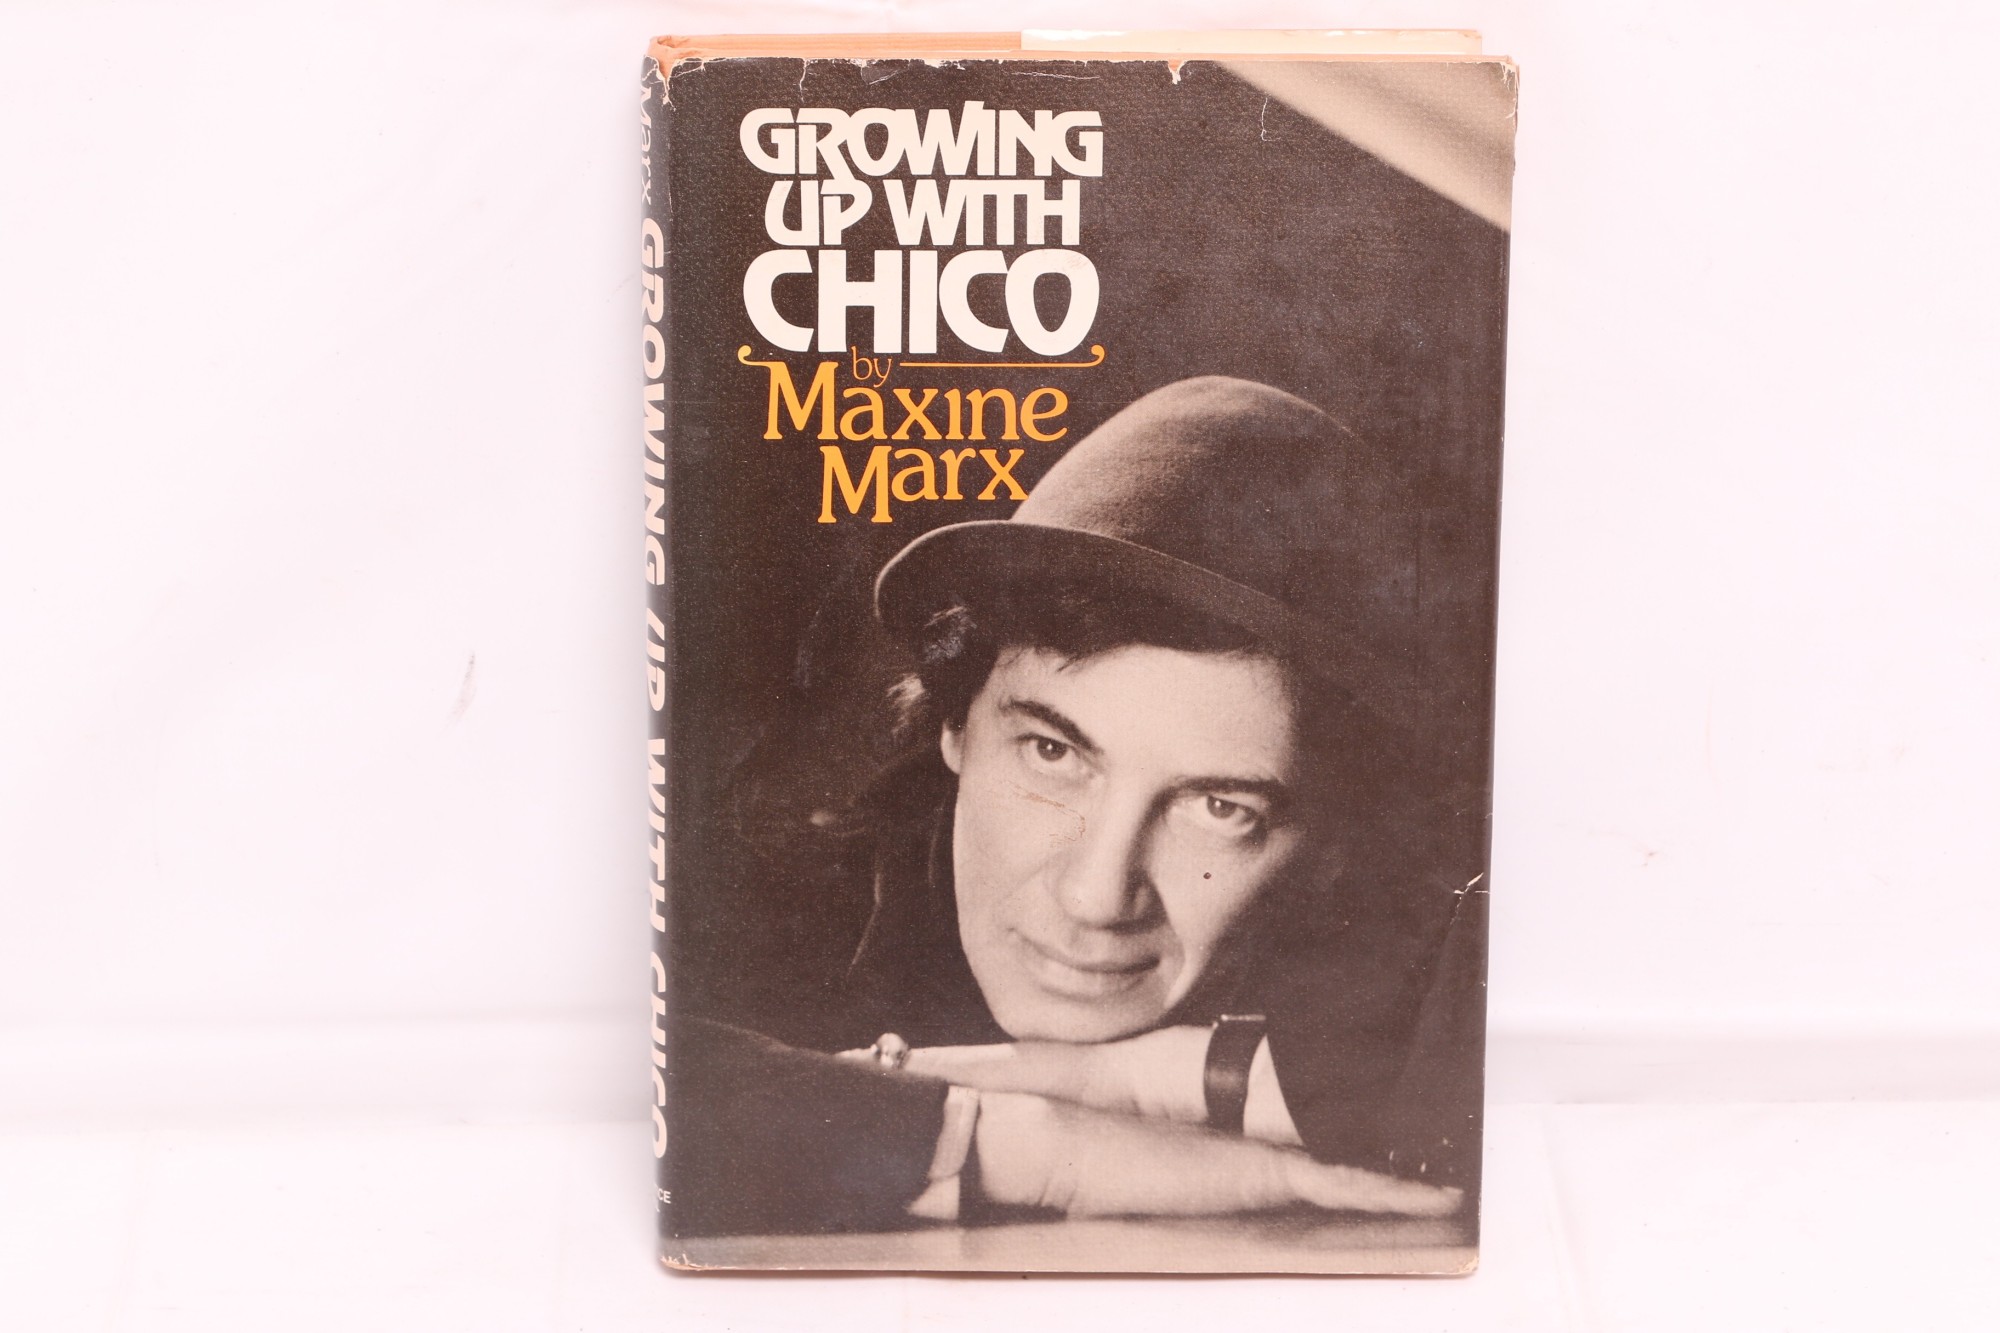 GROWING
UP WITH
CHICO
by
Maxine
Marx
Marx GROWING UP WITH CHICO